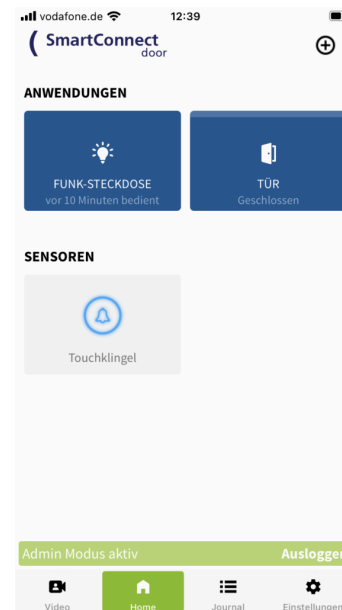 vodafone.de 12:39
SmartConnect
door
ANWENDUNGEN
FUNK-STECKDOSE
vor 10 Minuten bedient
TÜR
Geschlossen
SENSOREN
Touchklingel
Admin Modus aktiv Ausloggen
Video Home Journal Einstellungen